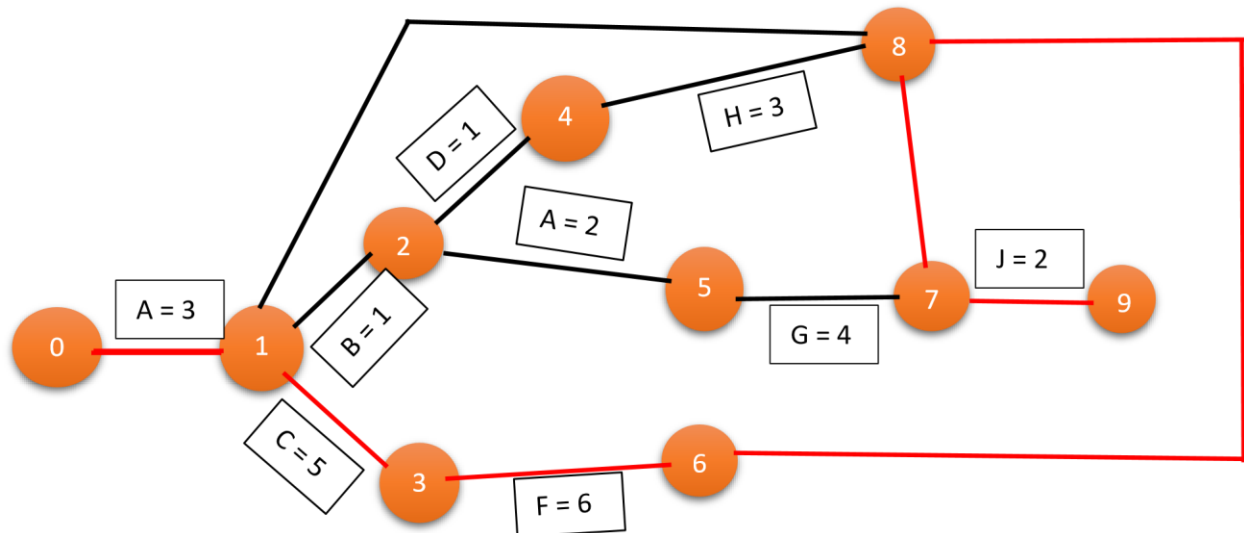 8
4
H = 3
D = 1
2
A = 2
5
7
J = 2
9
A = 3
0
1
B = 1
G = 4
C = 5
3
6
F = 6